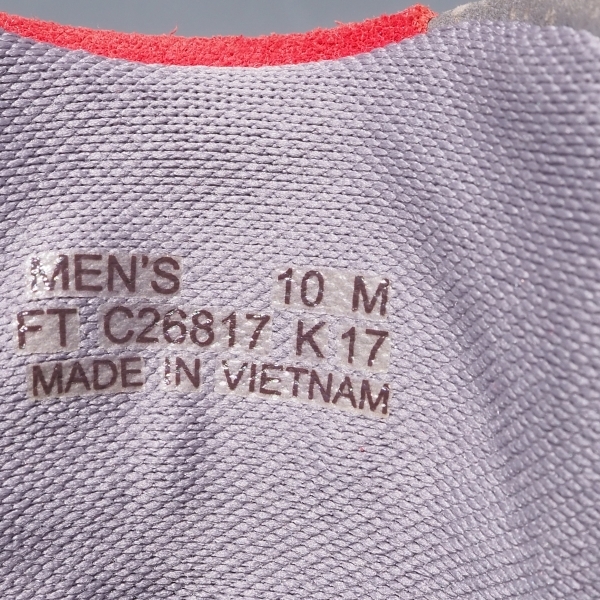 MEN'S 10 M
FT C26817 K 17
MADE IN VIETNAM